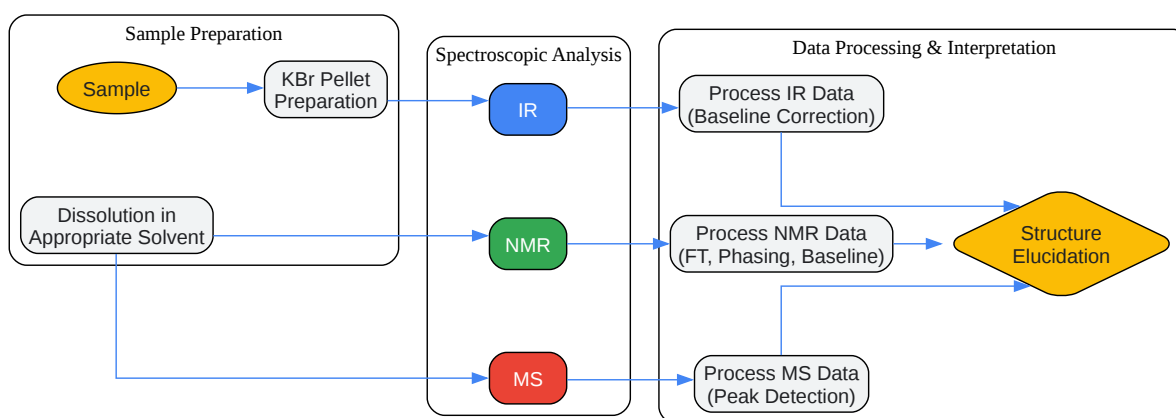 Sample Preparation
Sample
KBr Pellet
Preparation
Dissolution in
Appropriate Solvent
Spectroscopic Analysis
IR
NMR
MS
Data Processing & Interpretation
Process IR Data
(Baseline Correction)
Process NMR Data
(FT, Phasing, Baseline)
Process MS Data
(Peak Detection)
Structure
Elucidation